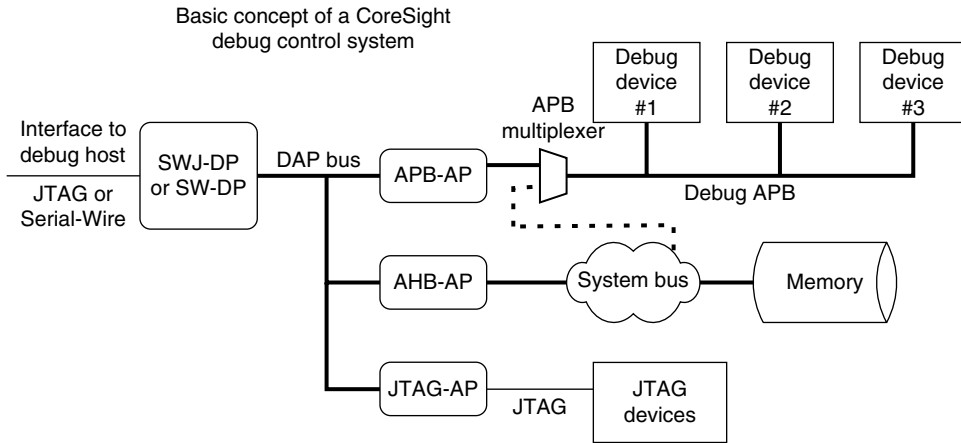 Basic concept of a CoreSight
debug control system
Interface to
debug host
JTAG or
Serial-Wire
SWJ-DP
or SW-DP
DAP bus
APB-AP
APB
multiplexer
Debug
device
#1
Debug
device
#2
Debug
device
#3
Debug APB
AHB-AP
System bus
Memory
JTAG-AP
JTAG
JTAG
devices